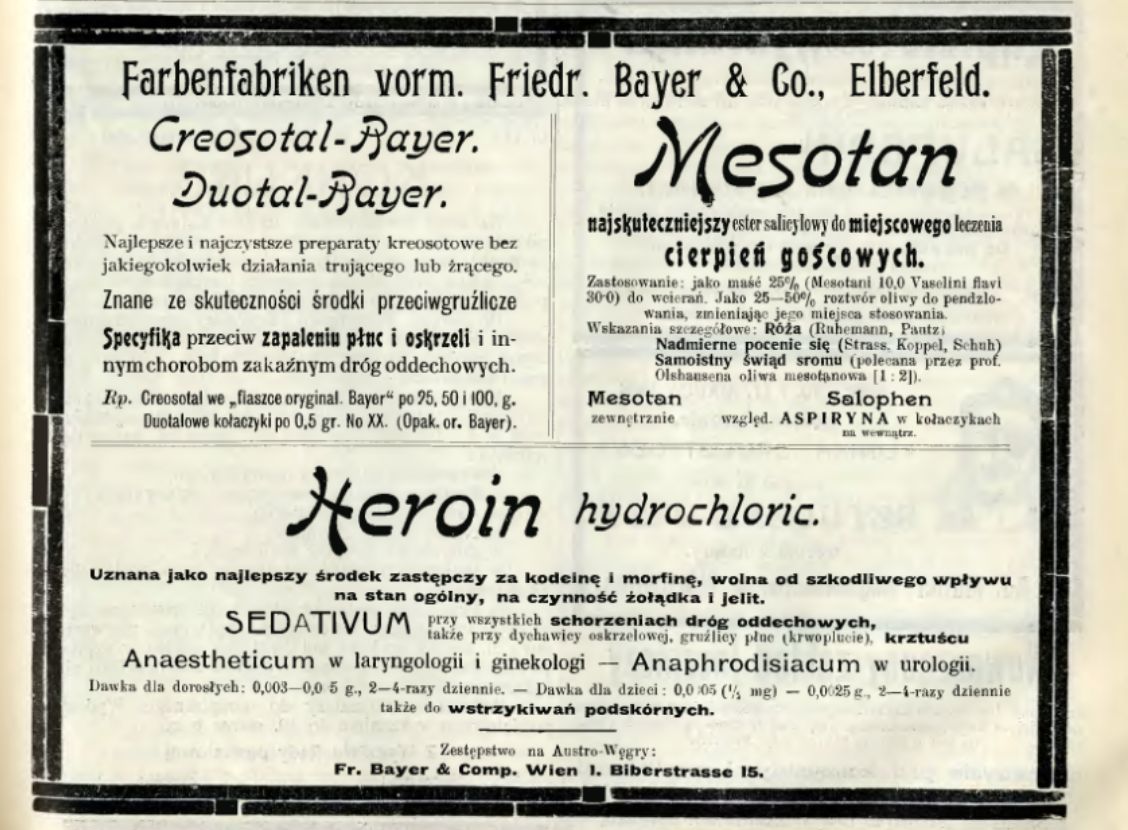 Farbenfabriken vorm. Friedr. Bayer & Co., Elberfeld.
Creosotal-Bayer.
Duotal-Bayer.
Najlepsze i najczystsze preparaty kreosotowe bez
jakiegokolwiek działania trującego lub żrącego.
Znane ze skuteczności środki przeciwgruźlicze
Specyfika przeciw zapaleniu płuc i oskrzeli i in-
nym chorobom zakaźnym dróg oddechowych.
Rp. Creosotal we „flaszce oryginal. Bayer“ po 25, 50 i 100, g.
Duotalowe kołaczyki po 0,5 gr. No XX. (Opak. or. Bayer).
Mesotan
najskuteczniejszy ester salicylowy do miejscowego leczenia
cierpień gośćcowych.
Zastosowanie: jako maść 25% (Mesotani 10,0 Vaselini flavi
30·0) do wcierań. Jako 25—50% roztwór oliwy do pendzlo-
wania, zmieniając jego miejsca stosowania.
Wskazania szczegółowe: Róża (Ruhemann, Pautz)
Nadmierne pocenie się (Strass, Koppel, Schuh)
Samoistny świąd sromu (polecana przez prof.
Olshausena oliwa mesotanowa [1 : 2]).
Mesotan Salophen
zewnętrznie względ. ASPIRYNA w kołaczykach
na wewnątrz.
Heroin hydrochloric.
Uznana jako najlepszy środek zastępczy za kodeinę i morfinę, wolna od szkodliwego wpływu
na stan ogólny, na czynność żołądka i jelit.
SEDATIVUM przy wszystkich schorzeniach dróg oddechowych,
także przy dychawicy oskrzelowej, gruźlicy płuc (krwoplucie), krztuścu
Anaestheticum w laryngologii i ginekologi — Anaphrodisiacum w urologii.
Dawka dla dorosłych: 0,003—0,0 5 g., 2—4-razy dziennie. — Dawka dla dzieci: — 0,0025 g., 2—4-razy dziennie
także do wstrzykiwań podskórnych.
Zestępstwo na Austro-Węgry:
Fr. Bayer & Comp. Wien I. Biberstrasse 15.